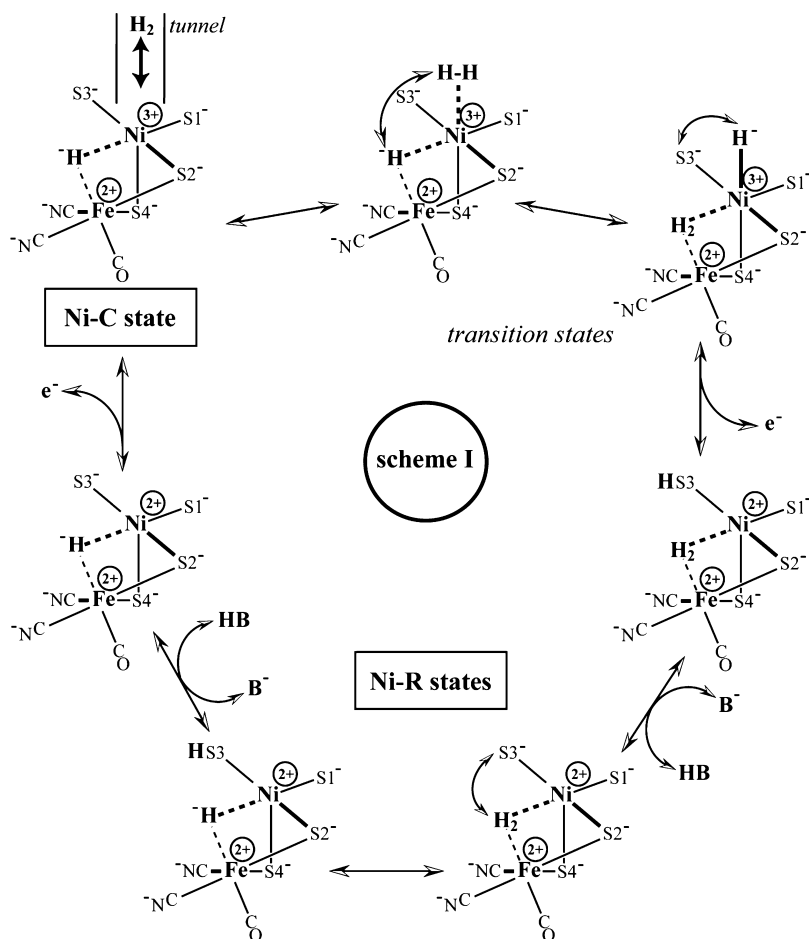 H₂ tunnel
S3⁻ 3+
Ni S1⁻
⁻H S2⁻
2+
⁻NC Fe S4⁻
⁻NC
CO
H-H
S3⁻ 3+
Ni S1⁻
⁻H S2⁻
2+
⁻NC Fe S4⁻
⁻NC
CO
H⁻
S3⁻ 3+ S1⁻
Ni
H₂ S2⁻
2+
⁻NC Fe S4⁻
⁻NC
CO
Ni-C state
transition states
e⁻
e⁻
scheme I
S3⁻ 2+
Ni S1⁻
⁻H S2⁻
2+
⁻NC Fe S4⁻
⁻NC
CO
HS3 2+
Ni S1⁻
H₂ S2⁻
2+
⁻NC Fe S4⁻
⁻NC
CO
HB
B⁻
Ni-R states
B⁻
HB
HS3 2+
Ni S1⁻
⁻H S2⁻
2+
⁻NC Fe S4⁻
⁻NC
CO
S3⁻ 2+
Ni S1⁻
H₂ S2⁻
2+
⁻NC Fe S4⁻
⁻NC
CO